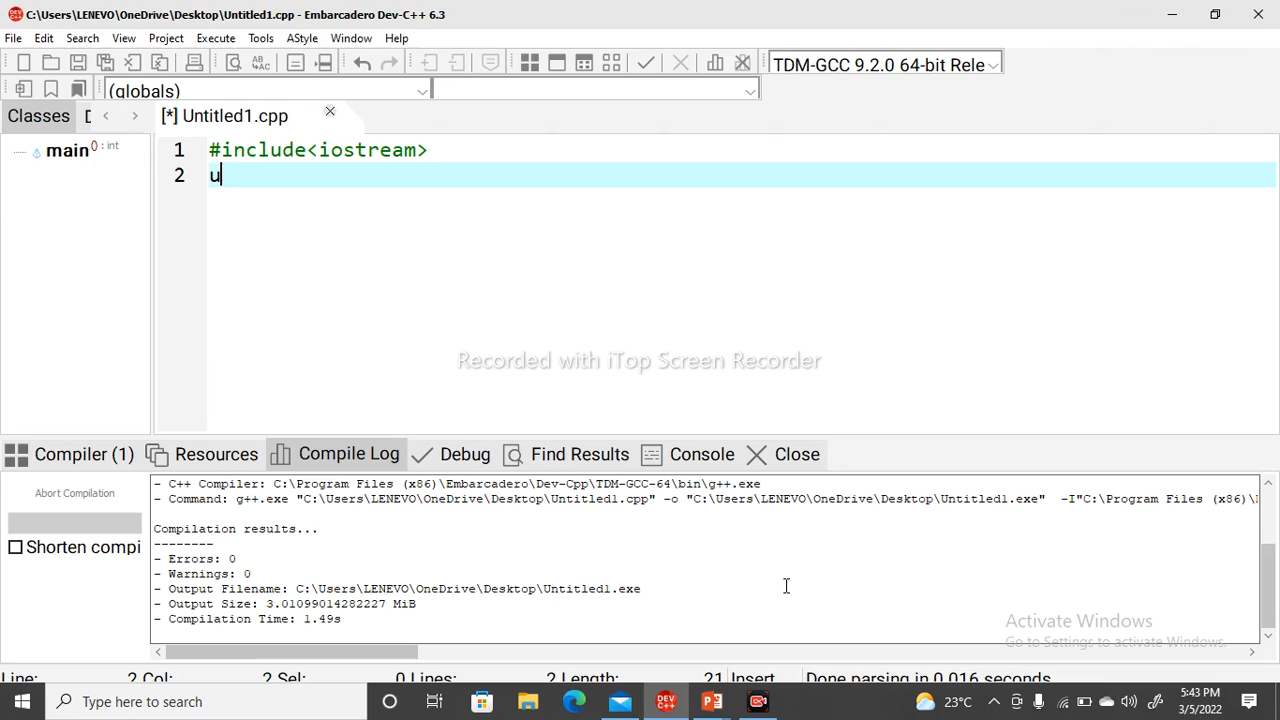 C:\Users\LENEVO\OneDrive\Desktop\Untitled1.cpp - Embarcadero Dev-C++ 6.3
File Edit Search View Project Execute Tools AStyle Window Help
TDM-GCC 9.2.0 64-bit Rele
(globals)
Classes
[*] Untitled1.cpp
main() : int
1 #include<iostream>
2 u
Recorded with iTop Screen Recorder
Compiler (1) Resources Compile Log Debug Find Results Console Close
Abort Compilation
Shorten compi
- C++ Compiler: C:\Program Files (x86)\Embarcadero\Dev-Cpp\TDM-GCC-64\bin\g++.exe
- Command: g++.exe "C:\Users\LENEVO\OneDrive\Desktop\Untitled1.cpp" -o "C:\Users\LENEVO\OneDrive\Desktop\Untitled1.exe" -I"C:\Program Files (x86)\
Compilation results...
--------
- Errors: 0
- Warnings: 0
- Output Filename: C:\Users\LENEVO\OneDrive\Desktop\Untitled1.exe
- Output Size: 3.01099014282227 MiB
- Compilation Time: 1.49s
Activate Windows
Go to Settings to activate Windows.
Line: 2 Col: 2 Sel: 0 Lines: 2 Length: 21 Insert Done parsing in 0.016 seconds
Type here to search
23°C
5:43 PM
3/5/2022